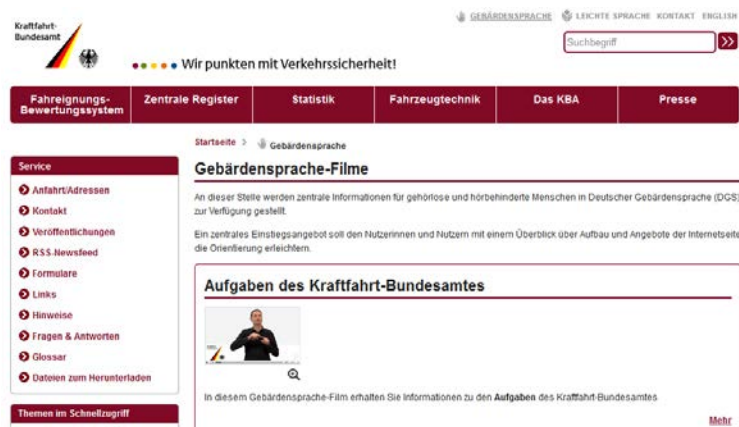 GEBÄRDENSPRACHE LEICHTE SPRACHE KONTAKT ENGLISH
Kraftfahrt-
Bundesamt
Suchbegriff
Wir punkten mit Verkehrssicherheit!
Fahreignungs-
Bewertungssystem
Zentrale Register
Statistik
Fahrzeugtechnik
Das KBA
Presse
Startseite > Gebärdensprache
Service
Anfahrt/Adressen
Kontakt
Veröffentlichungen
RSS-Newsfeed
Formulare
Links
Hinweise
Fragen & Antworten
Glossar
Dateien zum Herunterladen
Themen im Schnellzugriff
Gebärdensprache-Filme
An dieser Stelle werden zentrale Informationen für gehörlose und hörbehinderte Menschen in Deutscher Gebärdensprache (DGS)
zur Verfügung gestellt.
Ein zentrales Einstiegsangebot soll den Nutzerinnen und Nutzern mit einem Überblick über Aufbau und Angebote der Internetseite
die Orientierung erleichtern.
Aufgaben des Kraftfahrt-Bundesamtes
In diesem Gebärdensprache-Film erhalten Sie Informationen zu den Aufgaben des Kraftfahrt-Bundesamtes
Mehr